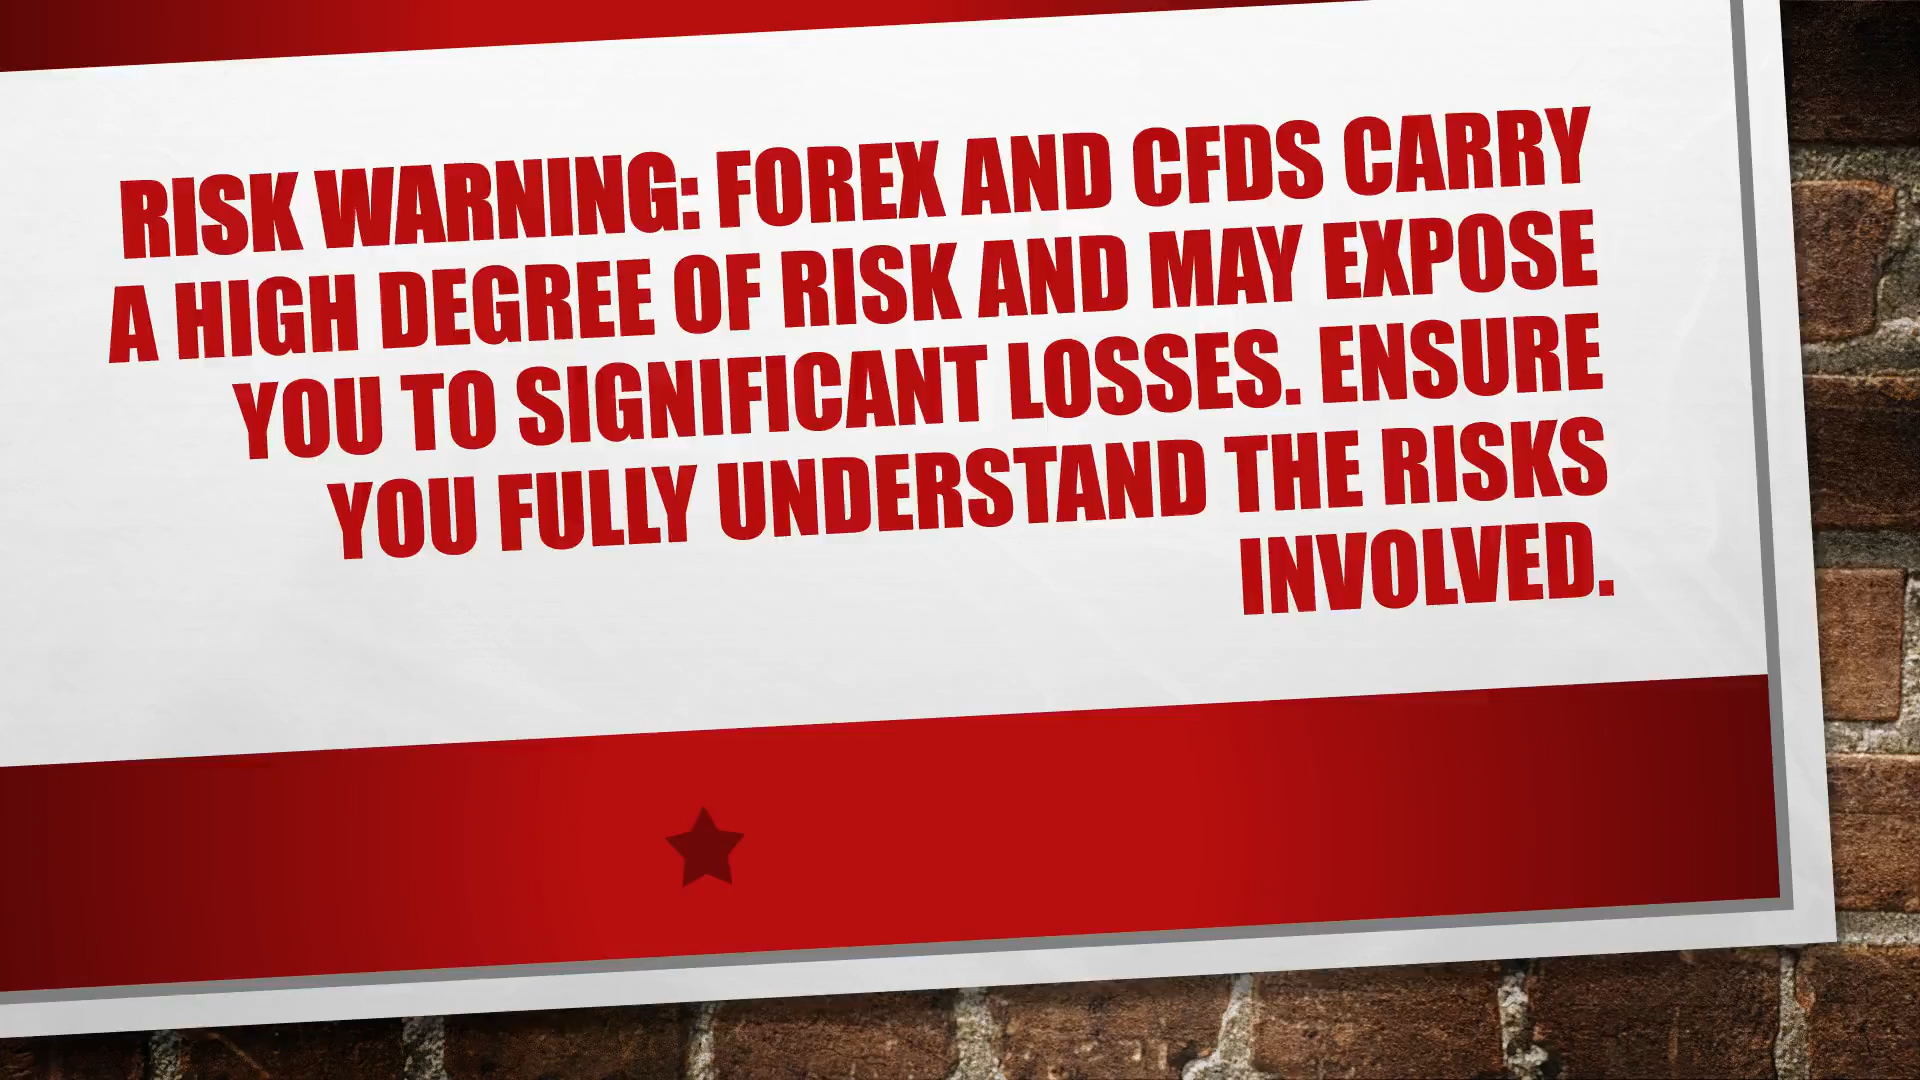 RISK WARNING: FOREX AND CFDS CARRY
A HIGH DEGREE OF RISK AND MAY EXPOSE
YOU TO SIGNIFICANT LOSSES. ENSURE
YOU FULLY UNDERSTAND THE RISKS
INVOLVED.